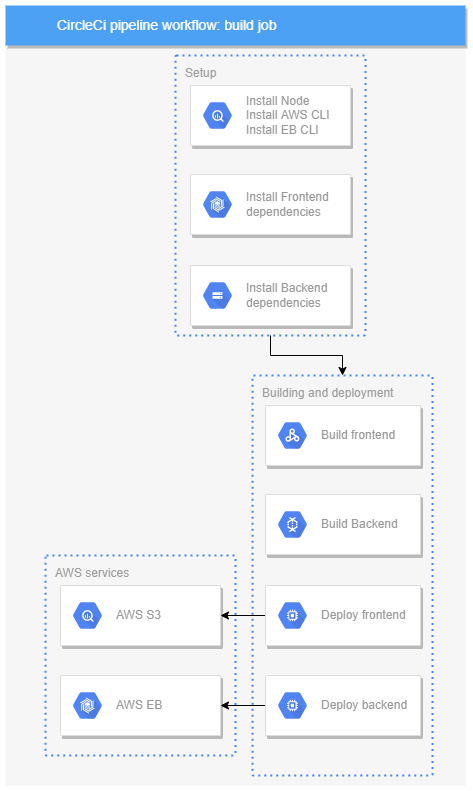 CircleCi pipeline workflow: build job
Setup
Install Node
Install AWS CLI
Install EB CLI
Install Frontend
dependencies
Install Backend
dependencies
Building and deployment
Build frontend
Build Backend
AWS services
AWS S3
Deploy frontend
AWS EB
Deploy backend